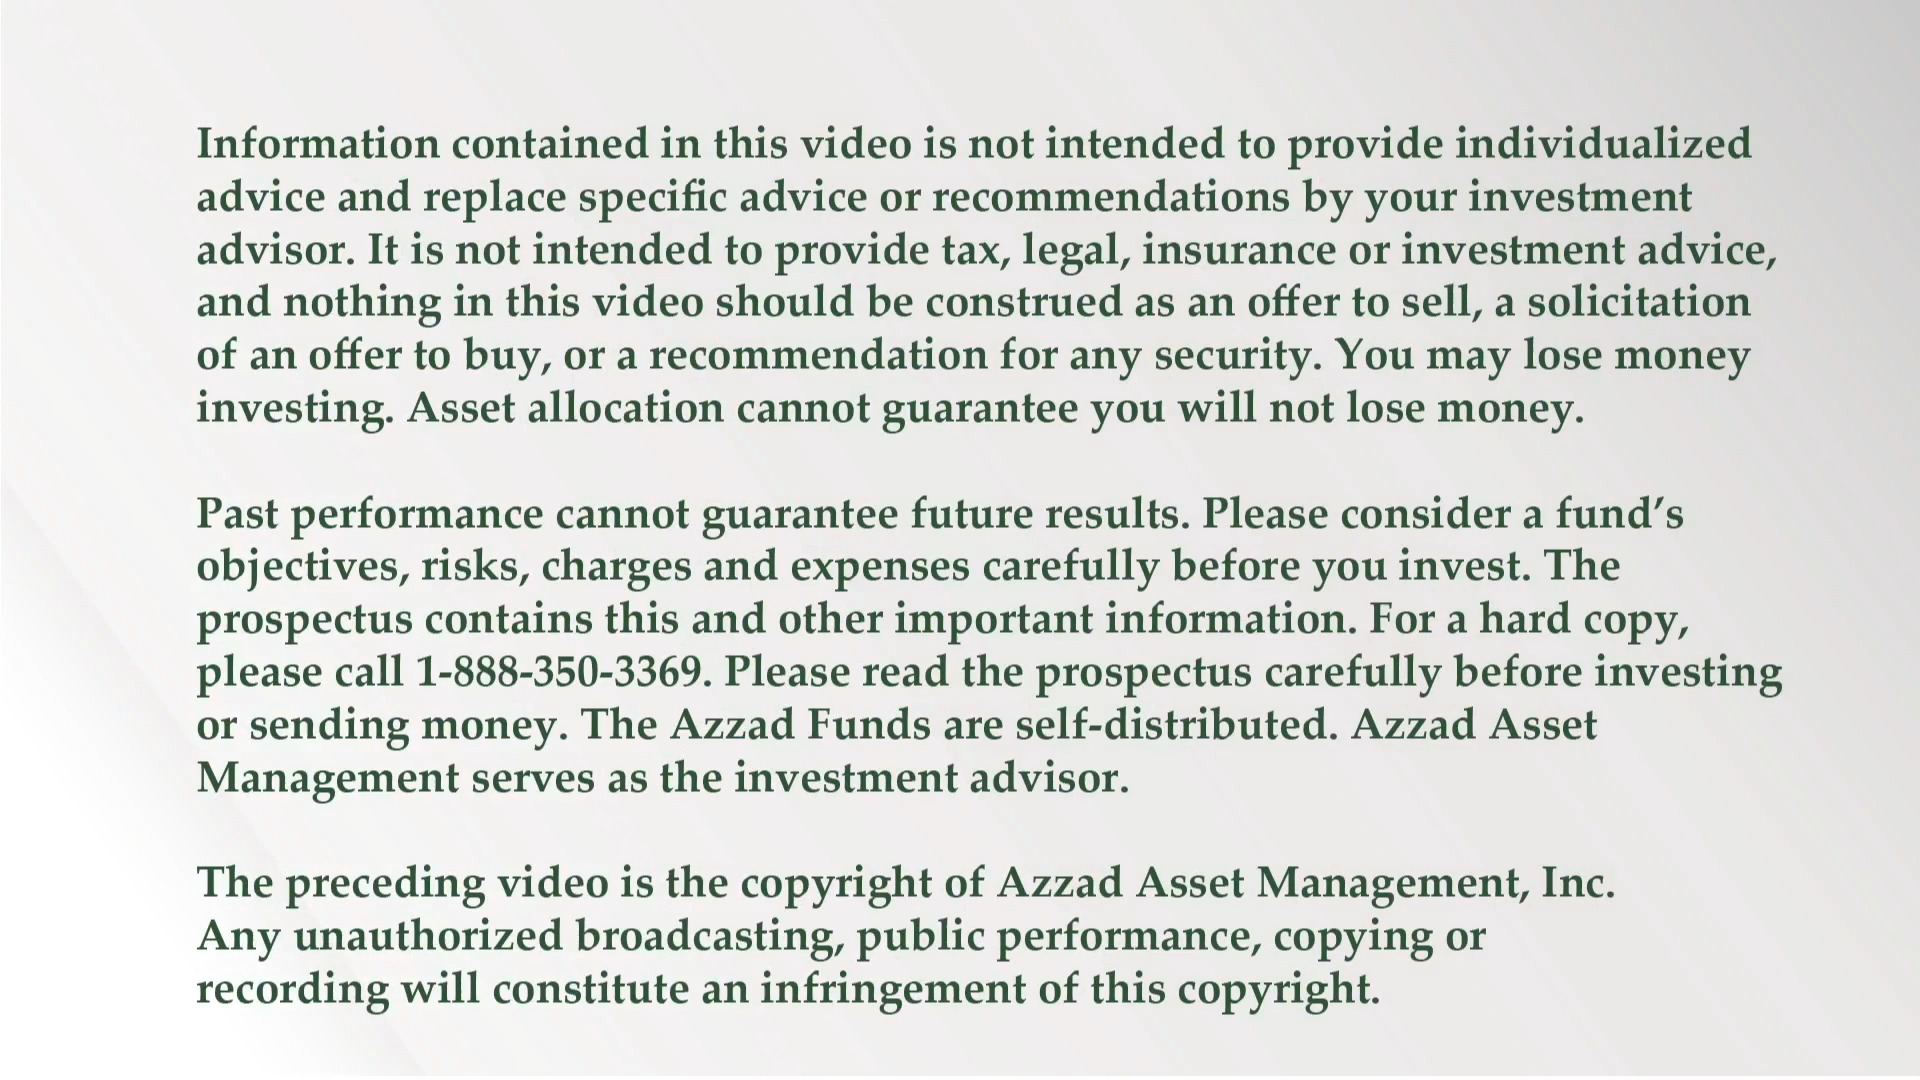 Information contained in this video is not intended to provide individualized
advice and replace specific advice or recommendations by your investment
advisor. It is not intended to provide tax, legal, insurance or investment advice,
and nothing in this video should be construed as an offer to sell, a solicitation
of an offer to buy, or a recommendation for any security. You may lose money
investing. Asset allocation cannot guarantee you will not lose money.
Past performance cannot guarantee future results. Please consider a fund’s
objectives, risks, charges and expenses carefully before you invest. The
prospectus contains this and other important information. For a hard copy,
please call 1-888-350-3369. Please read the prospectus carefully before investing
or sending money. The Azzad Funds are self-distributed. Azzad Asset
Management serves as the investment advisor.
The preceding video is the copyright of Azzad Asset Management, Inc.
Any unauthorized broadcasting, public performance, copying or
recording will constitute an infringement of this copyright.